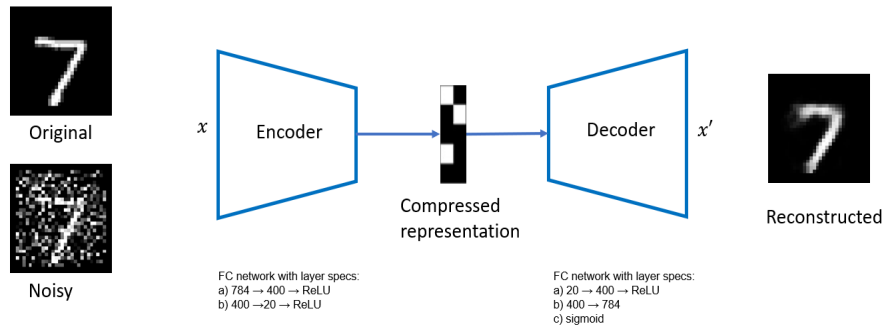 Original
Noisy
x
Encoder
Compressed
representation
Decoder
x′
Reconstructed
FC network with layer specs:
a) 784 → 400 → ReLU
b) 400 →20 → ReLU
FC network with layer specs:
a) 20 → 400 → ReLU
b) 400 → 784
c) sigmoid